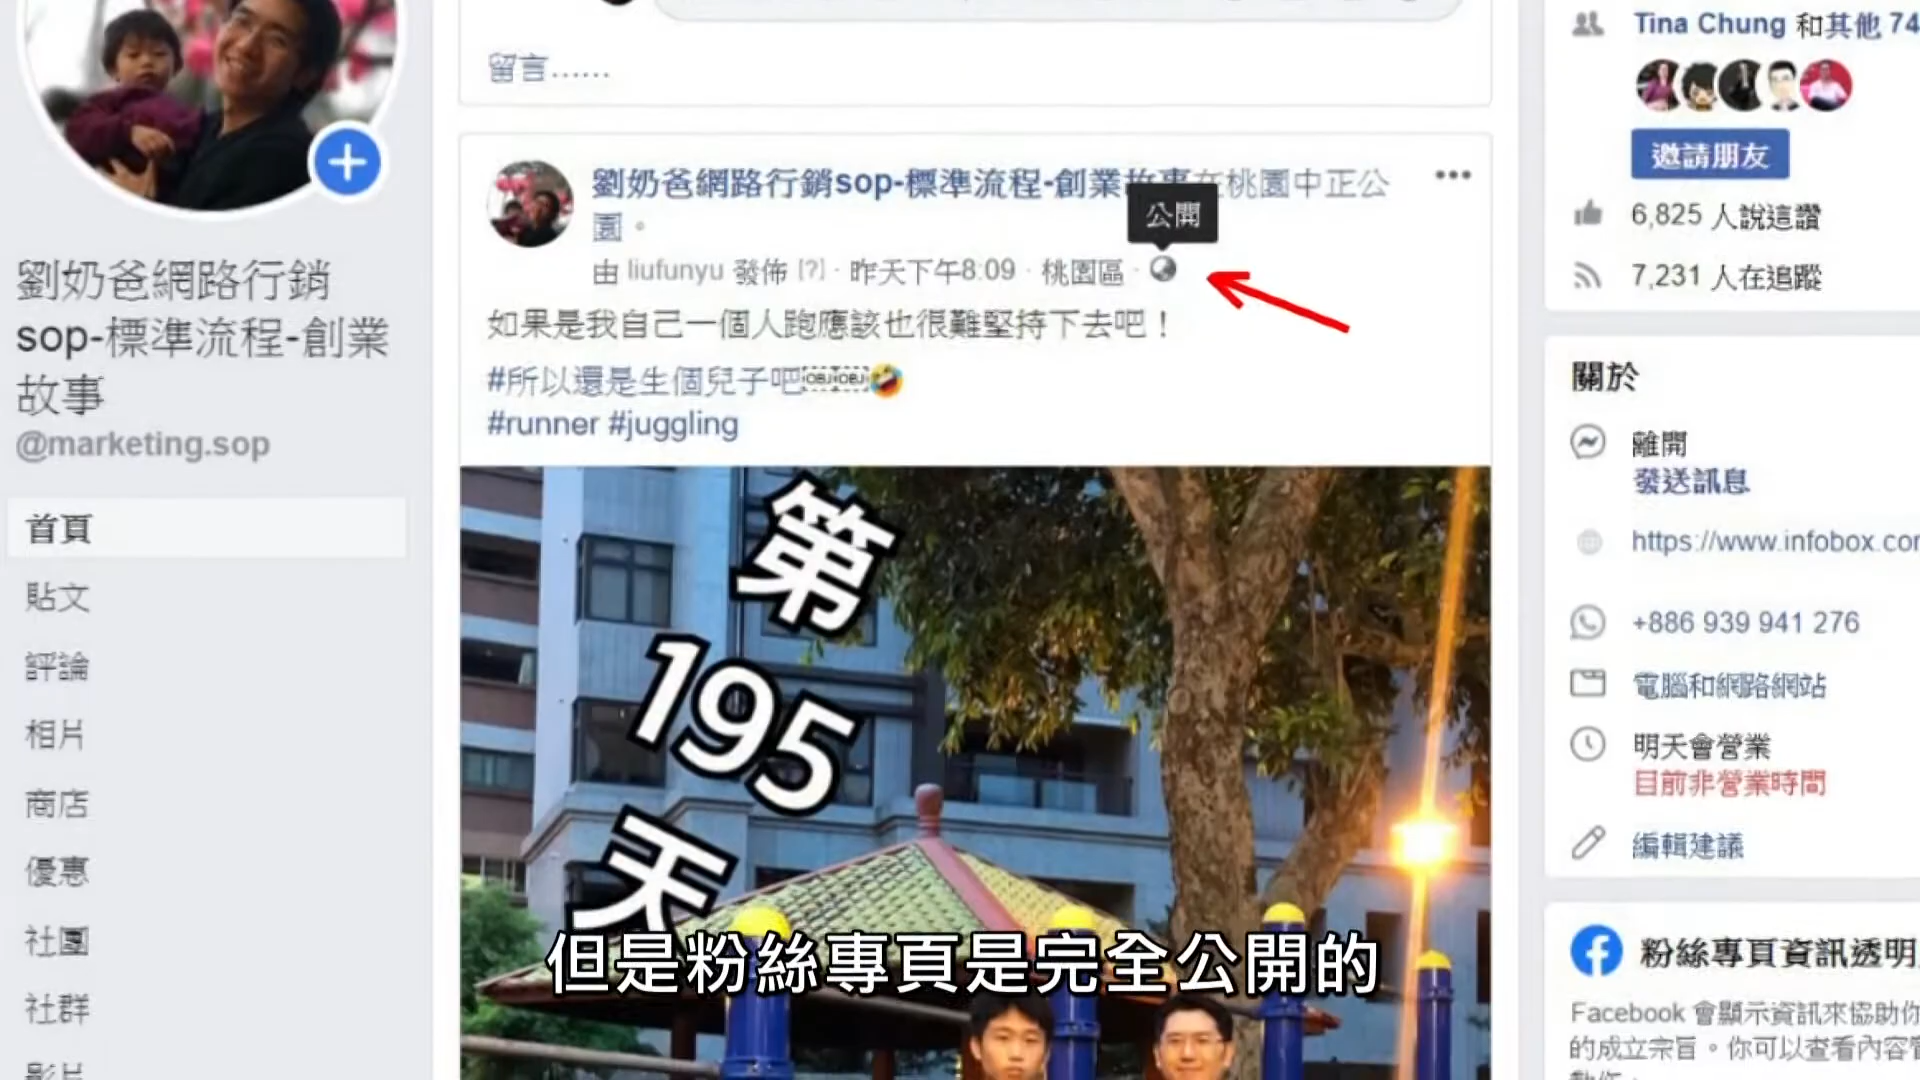 劉奶爸網路行銷
sop-標準流程-創業
故事
@marketing.sop
首頁
貼文
評論
相片
商店
優惠
社團
社群
影片
留言......
劉奶爸網路行銷sop-標準流程-創業故事在桃園中正公
園。
公開
由 liufunyu 發佈 [?] · 昨天下午8:09 · 桃園區 ·
如果是我自己一個人跑應該也很難堅持下去吧！
#所以還是生個兒子吧
#runner #juggling
第
195
天
但是粉絲專頁是完全公開的
Tina Chung 和其他 74
邀請朋友
6,825 人說這讚
7,231 人在追蹤
關於
離開
發送訊息
https://www.infobox.com
+886 939 941 276
電腦和網路網站
明天會營業
目前非營業時間
編輯建議
粉絲專頁資訊透明
Facebook 會顯示資訊來協助你
的成立宗旨。你可以查看內容管